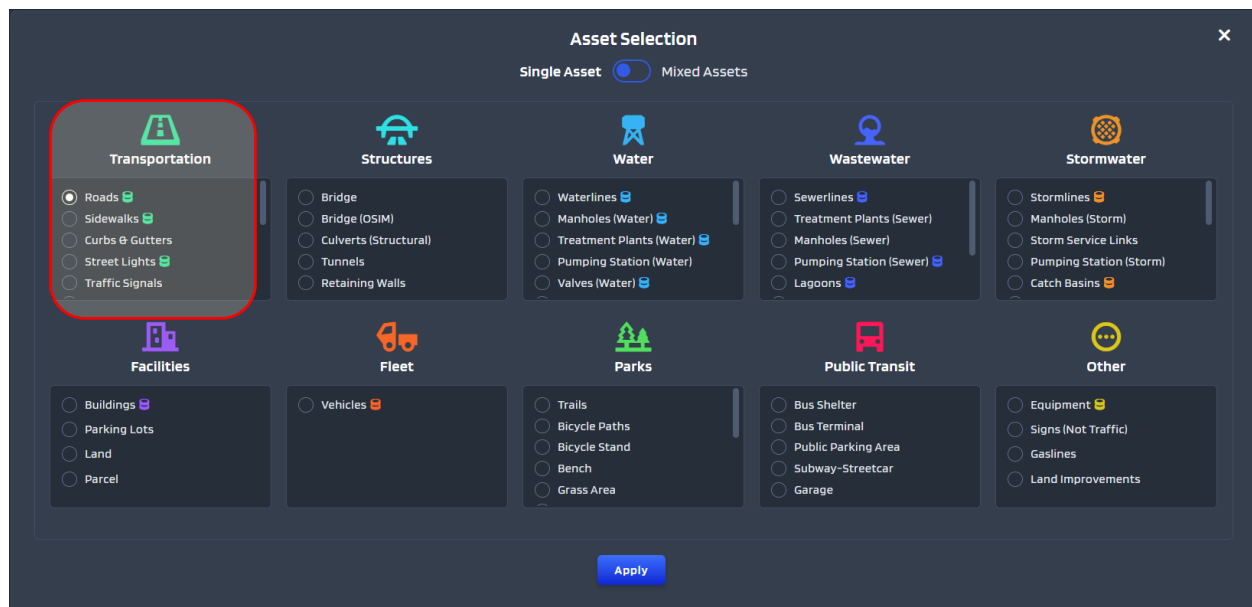 Asset Selection
Single Asset Mixed Assets
Transportation
Roads
Sidewalks
Curbs & Gutters
Street Lights
Traffic Signals
Structures
Bridge
Bridge (OSIM)
Culverts (Structural)
Tunnels
Retaining Walls
Water
Waterlines
Manholes (Water)
Treatment Plants (Water)
Pumping Station (Water)
Valves (Water)
Wastewater
Sewerlines
Treatment Plants (Sewer)
Manholes (Sewer)
Pumping Station (Sewer)
Lagoons
Stormwater
Stormlines
Manholes (Storm)
Storm Service Links
Pumping Station (Storm)
Catch Basins
Facilities
Buildings
Parking Lots
Land
Parcel
Fleet
Vehicles
Parks
Trails
Bicycle Paths
Bicycle Stand
Bench
Grass Area
Public Transit
Bus Shelter
Bus Terminal
Public Parking Area
Subway-Streetcar
Garage
Other
Equipment
Signs (Not Traffic)
Gaslines
Land Improvements
Apply